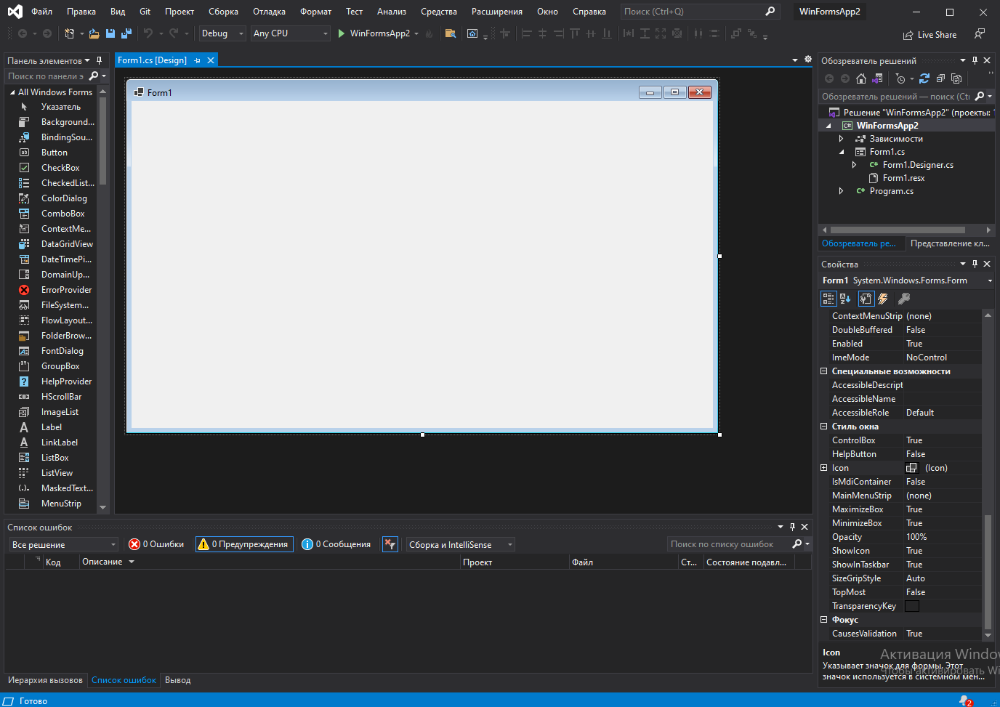 Файл Правка Вид Git Проект Сборка Отладка Формат Тест Анализ Средства Расширения Окно Справка Поиск (Ctrl+Q) WinFormsApp2
Debug Any CPU WinFormsApp2 Live Share
Панель элементов
Поиск по панели э
All Windows Forms
Указатель
Background...
BindingSou...
Button
CheckBox
CheckedList...
ColorDialog
ComboBox
ContextMe...
DataGridView
DateTimePi...
DomainUp...
ErrorProvider
FileSystem...
FlowLayout...
FolderBrow...
FontDialog
GroupBox
HelpProvider
HScrollBar
ImageList
Label
LinkLabel
ListBox
ListView
MaskedText...
MenuStrip
Form1.cs [Design]
Form1
Обозреватель решений
Обозреватель решений — поиск (Ctr
Решение "WinFormsApp2" (проекты: 1
WinFormsApp2
Зависимости
Form1.cs
Form1.Designer.cs
Form1.resx
Program.cs
Обозреватель ре... Представление кл...
Свойства
Form1 System.Windows.Forms.Form
ContextMenuStrip (none)
DoubleBuffered False
Enabled True
ImeMode NoControl
Специальные возможности
AccessibleDescript
AccessibleName
AccessibleRole Default
Стиль окна
ControlBox True
HelpButton False
Icon (Icon)
IsMdiContainer False
MainMenuStrip (none)
MaximizeBox True
MinimizeBox True
Opacity 100%
ShowIcon True
ShowInTaskbar True
SizeGripStyle Auto
TopMost False
TransparencyKey
Фокус
CausesValidation True
Icon
Указывает значок для формы. Этот
значок используется в системном мен...
Активация Windo
Чтобы активировать Wi
Список ошибок
Все решение 0 Ошибки 0 Предупреждения 0 Сообщения Сборка и IntelliSense Поиск по списку ошибок
Код Описание Проект Файл Ст... Состояние подавл...
Иерархия вызовов Список ошибок Вывод
Готово 2